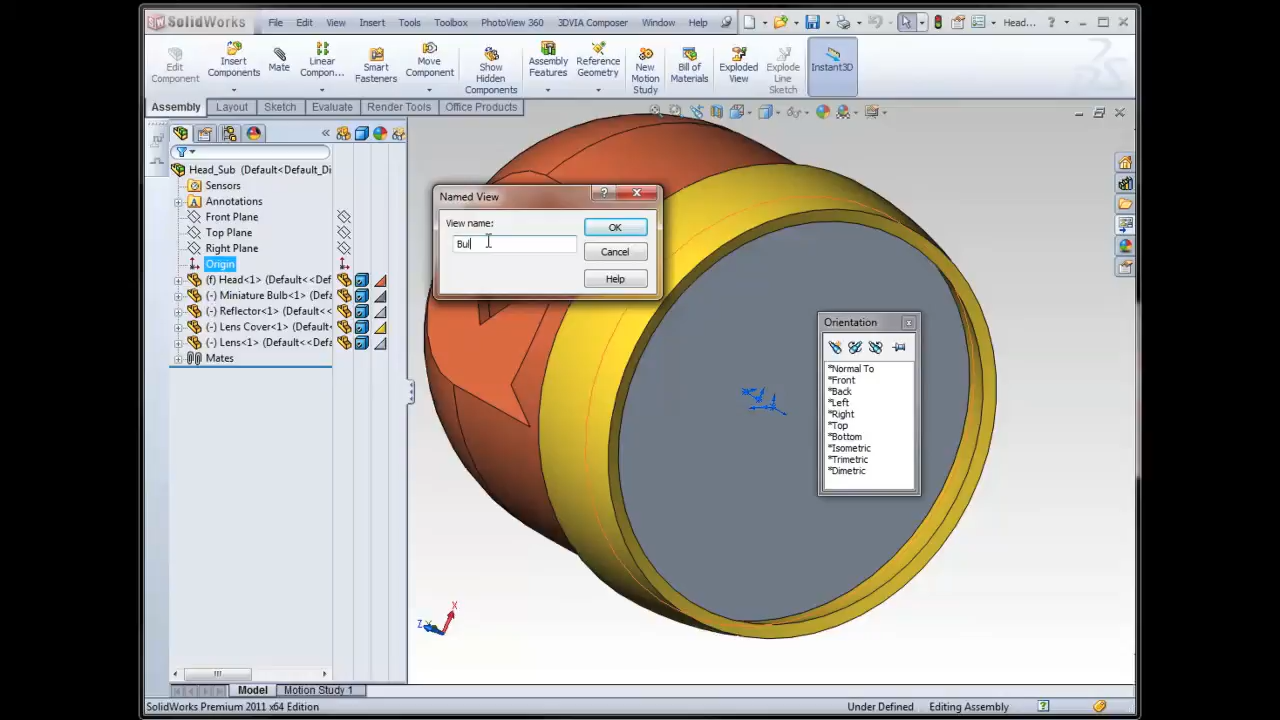 SolidWorks File Edit View Insert Tools Toolbox PhotoView 360 3DVIA Composer Window Help Head... ?
Edit Component
Insert Components
Mate
Linear Compon...
Smart Fasteners
Move Component
Show Hidden Components
Assembly Features
Reference Geometry
New Motion Study
Bill of Materials
Exploded View
Explode Line Sketch
Instant3D
Assembly Layout Sketch Evaluate Render Tools Office Products
Head_Sub (Default<Default_Di
Sensors
Annotations
Front Plane
Top Plane
Right Plane
Origin
(f) Head<1> (Default<<Def
(-) Miniature Bulb<1> (Defa
(-) Reflector<1> (Default<<
(-) Lens Cover<1> (Default<
(-) Lens<1> (Default<<Defa
Mates
Named View
?
View name:
Bul
OK
Cancel
Help
Orientation
*Normal To
*Front
*Back
*Left
*Right
*Top
*Bottom
*Isometric
*Trimetric
*Dimetric
X
Z
Model Motion Study 1
SolidWorks Premium 2011 x64 Edition Under Defined Editing Assembly ?